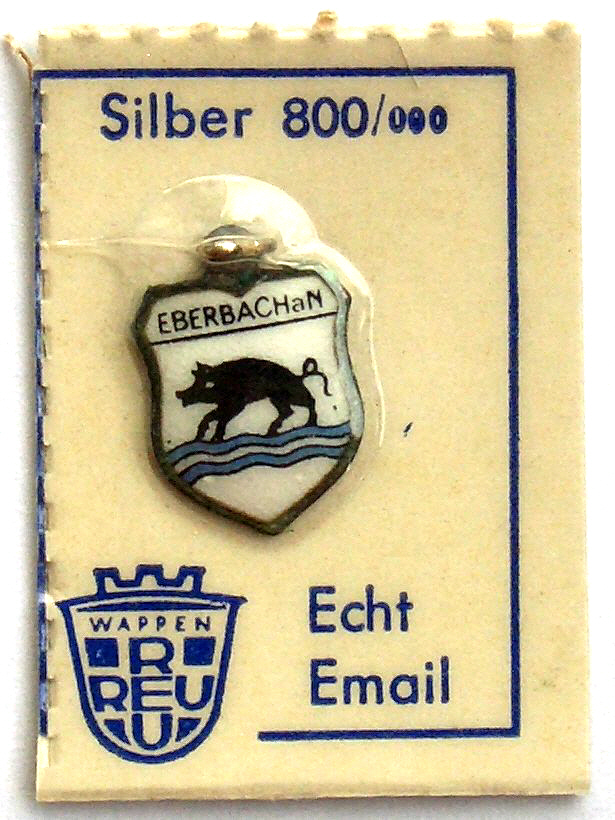 Silber 800/000
EBERBACHaN
WAPPEN
R
REU
U
Echt
Email